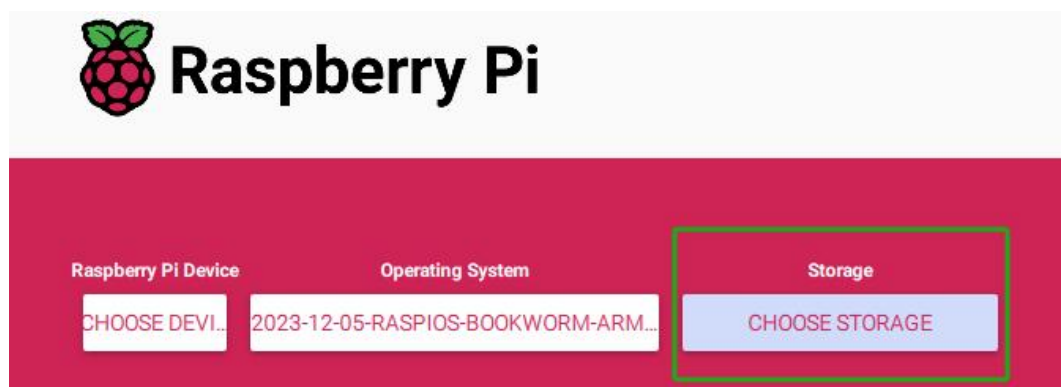 Raspberry Pi
Raspberry Pi Device Operating System Storage
CHOOSE DEVI... 2023-12-05-RASPIOS-BOOKWORM-ARM... CHOOSE STORAGE